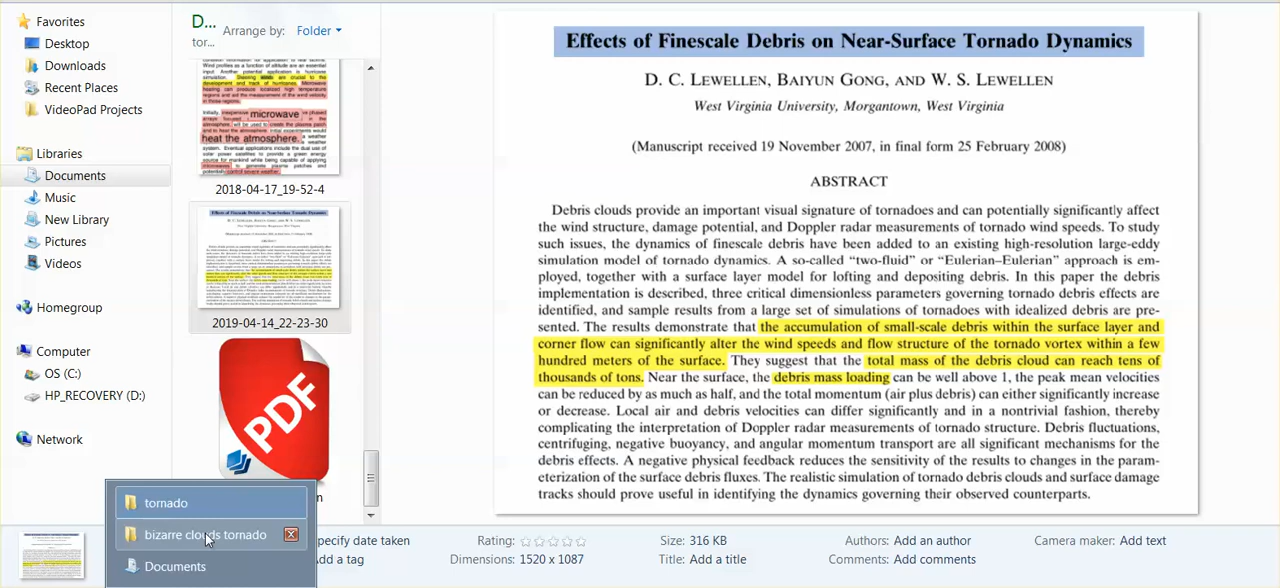 Favorites
Desktop
Downloads
Recent Places
VideoPad Projects
Libraries
Documents
Music
New Library
Pictures
Videos
Homegroup
Computer
OS (C:)
HP_RECOVERY (D:)
Network
D...
tor...
Arrange by: Folder
microwave
heat the atmosphere.
2018-04-17_19-52-4
Effects of Finescale Debris on Near-Surface Tornado Dynamics
2019-04-14_22-23-30
PDF
Effects of Finescale Debris on Near-Surface Tornado Dynamics
D. C. LEWELLEN, BAIYUN GONG, AND W. S. LEWELLEN
West Virginia University, Morgantown, West Virginia
(Manuscript received 19 November 2007, in final form 25 February 2008)
ABSTRACT
Debris clouds provide an important visual signature of tornadoes and can potentially significantly affect
the wind structure, damage potential, and Doppler radar measurements of tornado wind speeds. To study
such issues, the dynamics of finescale debris have been added to an existing high-resolution large-eddy
simulation model of tornado dynamics. A so-called “two-fluid” or “Eulerian–Eulerian” approach is em-
ployed, together with a surface layer model for lofting and depositing debris. In this paper the debris
implementation is described, theoretical dimensionless parameters governing tornado debris effects are
identified, and sample results from a large set of simulations of tornadoes with idealized debris are pre-
sented. The results demonstrate that the accumulation of small-scale debris within the surface layer and
corner flow can significantly alter the wind speeds and flow structure of the tornado vortex within a few
hundred meters of the surface. They suggest that the total mass of the debris cloud can reach tens of
thousands of tons. Near the surface, the debris mass loading can be well above 1, the peak mean velocities
can be reduced by as much as half, and the total momentum (air plus debris) can either significantly increase
or decrease. Local air and debris velocities can differ significantly and in a nontrivial fashion, thereby
complicating the interpretation of Doppler radar measurements of tornado structure. Debris fluctuations,
centrifuging, negative buoyancy, and angular momentum transport are all significant mechanisms for the
debris effects. A negative physical feedback reduces the sensitivity of the results to changes in the param-
eterization of the surface debris fluxes. The realistic simulation of tornado debris clouds and surface damage
tracks should prove useful in identifying the dynamics governing their observed counterparts.
tornado
bizarre clouds tornado
Documents
pecify date taken
dd a tag
Rating:
Dimensions: 1520 x 1087
Size: 316 KB
Title: Add a title
Authors: Add an author
Comments: Add comments
Camera maker: Add text